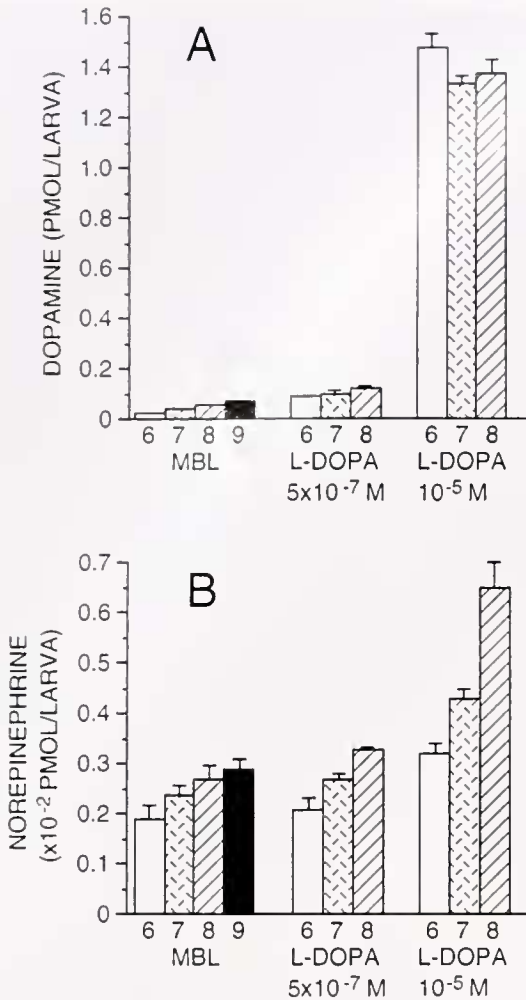 A
DOPAMINE (PMOL/LARVA)
1.6
1.4
1.2
1.0
0.8
0.6
0.4
0.2
0
6 7 8 9 6 7 8 6 7 8
MBL L-DOPA L-DOPA
5x10⁻⁷ M 10⁻⁵ M
B
NOREPINEPHRINE
(x10⁻² PMOL/LARVA)
0.7
0.6
0.5
0.4
0.3
0.2
0.1
0
6 7 8 9 6 7 8 6 7 8
MBL L-DOPA L-DOPA
5x10⁻⁷ M 10⁻⁵ M